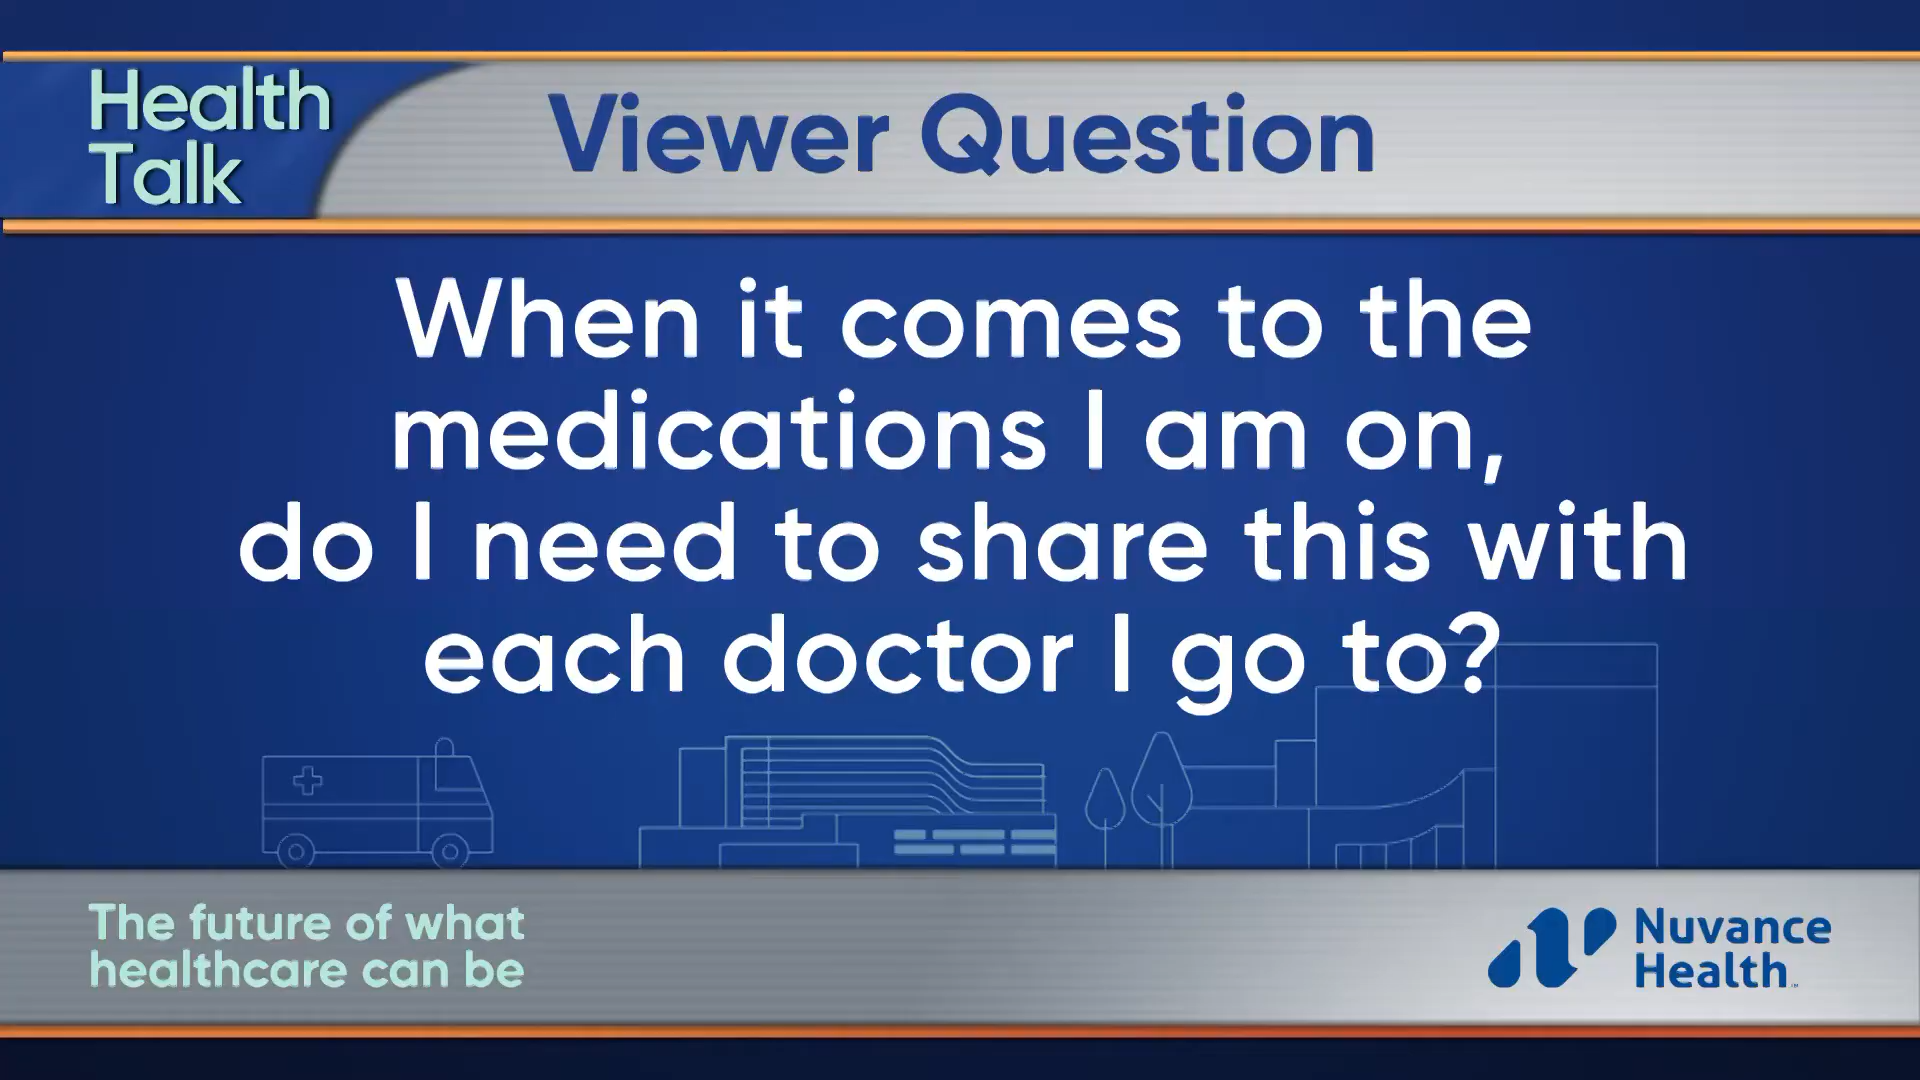 Health
Talk
Viewer Question
When it comes to the
medications I am on,
do I need to share this with
each doctor I go to?
The future of what
healthcare can be
Nuvance
Health™